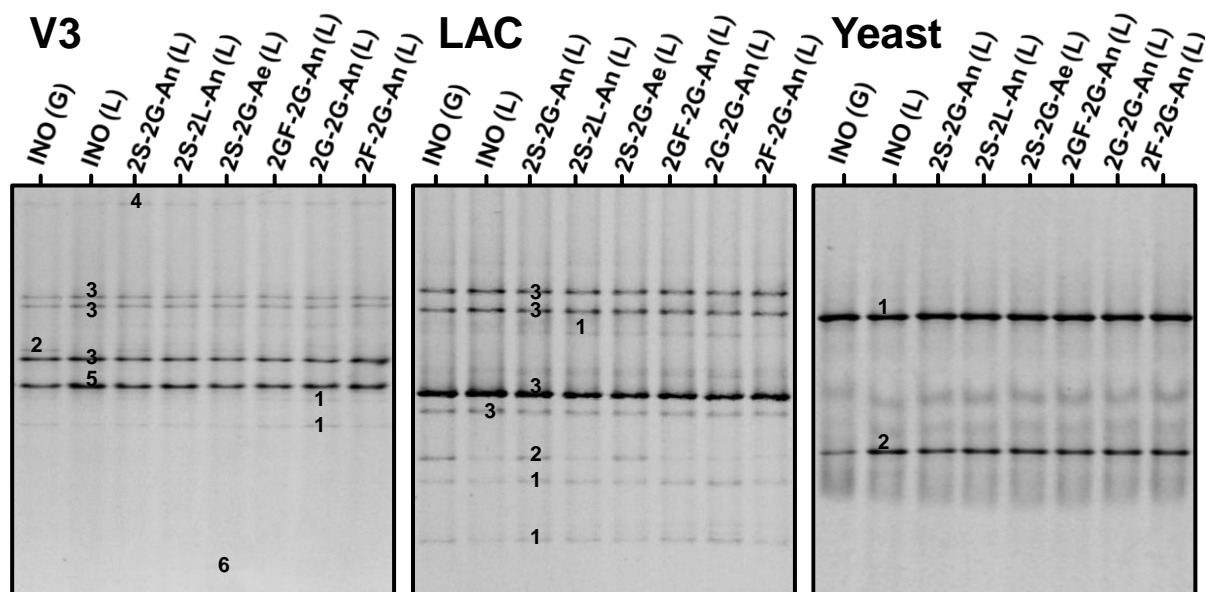 V3
INO (G)
INO (L)
2S-2G-An (L)
2S-2L-An (L)
2S-2G-Ae (L)
2GF-2G-An (L)
2G-2G-An (L)
2F-2G-An (L)
4
3
3
2
3
5
1
1
6
LAC
INO (G)
INO (L)
2S-2G-An (L)
2S-2L-An (L)
2S-2G-Ae (L)
2GF-2G-An (L)
2G-2G-An (L)
2F-2G-An (L)
3
3
1
3
3
2
1
1
Yeast
INO (G)
INO (L)
2S-2G-An (L)
2S-2L-An (L)
2S-2G-Ae (L)
2GF-2G-An (L)
2G-2G-An (L)
2F-2G-An (L)
1
2